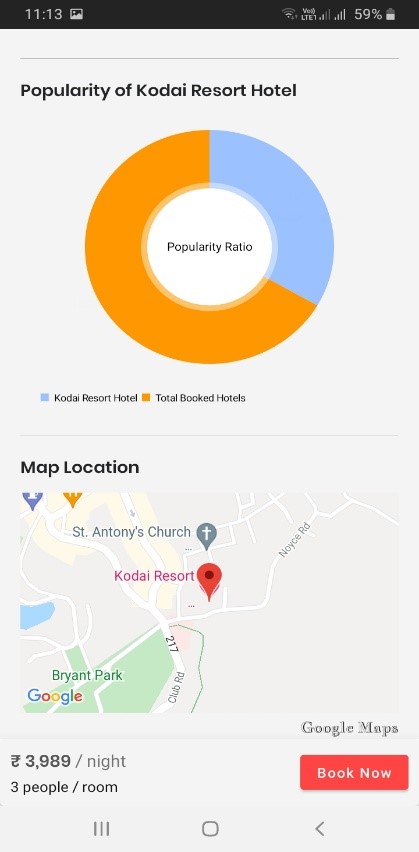 11:13
Vo) LTE1 59%
Popularity of Kodai Resort Hotel
Popularity Ratio
Kodai Resort Hotel Total Booked Hotels
Map Location
St. Antony's Church
...
Noyce Rd
Kodai Resort
...
217
Bryant Park
Club Rd
Google
Google Maps
₹ 3,989 / night
3 people / room
Book Now